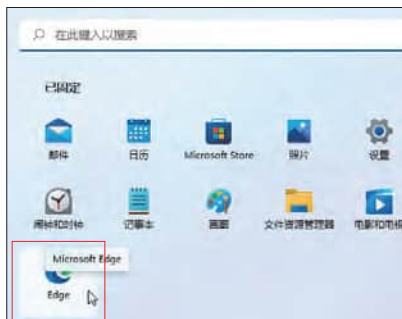 在此键入以搜索
已固定
邮件 日历 Microsoft Store 照片 设置
闹钟和时钟 记事本 画图 文件资源管理器 电影和电视
Microsoft Edge
Edge